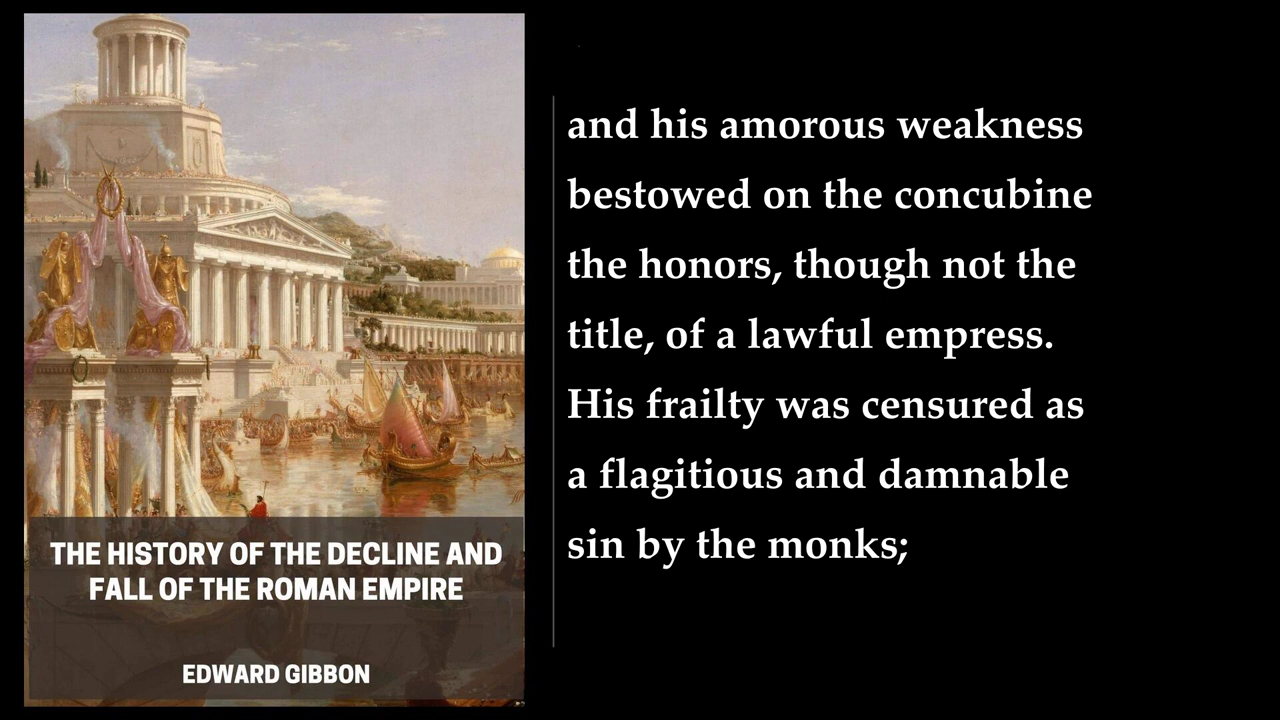 THE HISTORY OF THE DECLINE AND
FALL OF THE ROMAN EMPIRE
EDWARD GIBBON
and his amorous weakness
bestowed on the concubine
the honors, though not the
title, of a lawful empress.
His frailty was censured as
a flagitious and damnable
sin by the monks;